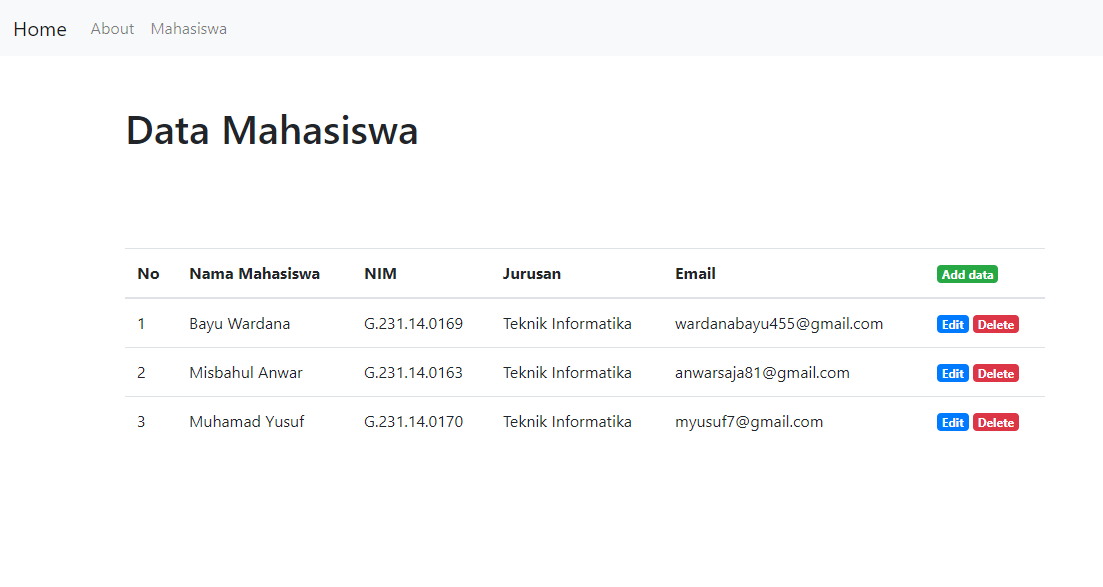 Home About Mahasiswa
Data Mahasiswa
No Nama Mahasiswa NIM Jurusan Email Add data
1 Bayu Wardana G.231.14.0169 Teknik Informatika wardanabayu455@gmail.com Edit Delete
2 Misbahul Anwar G.231.14.0163 Teknik Informatika anwarsaja81@gmail.com Edit Delete
3 Muhamad Yusuf G.231.14.0170 Teknik Informatika myusuf7@gmail.com Edit Delete